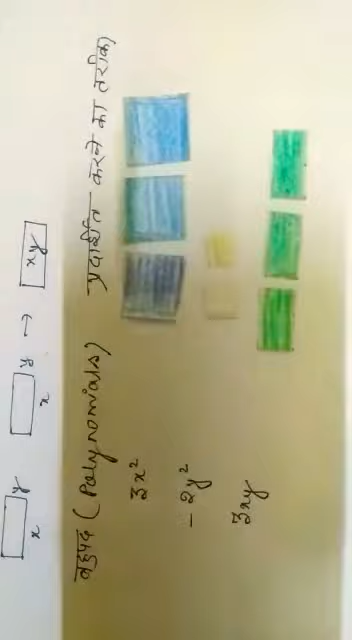 y
x
y → xy
x
बहुपद (Polynomials) प्रदर्शित करने का तरीका
3x²
- 2y²
3xy